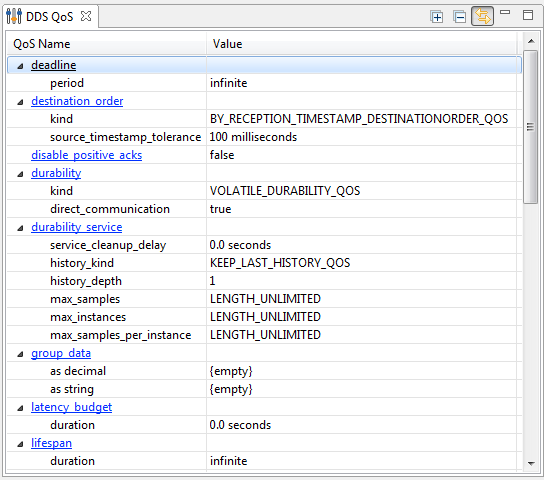 DDS QoS
QoS Name Value
deadline
period infinite
destination_order
kind BY_RECEPTION_TIMESTAMP_DESTINATIONORDER_QOS
source_timestamp_tolerance 100 milliseconds
disable_positive_acks false
durability
kind VOLATILE_DURABILITY_QOS
direct_communication true
durability_service
service_cleanup_delay 0.0 seconds
history_kind KEEP_LAST_HISTORY_QOS
history_depth 1
max_samples LENGTH_UNLIMITED
max_instances LENGTH_UNLIMITED
max_samples_per_instance LENGTH_UNLIMITED
group_data
as decimal {empty}
as string {empty}
latency_budget
duration 0.0 seconds
lifespan
duration infinite